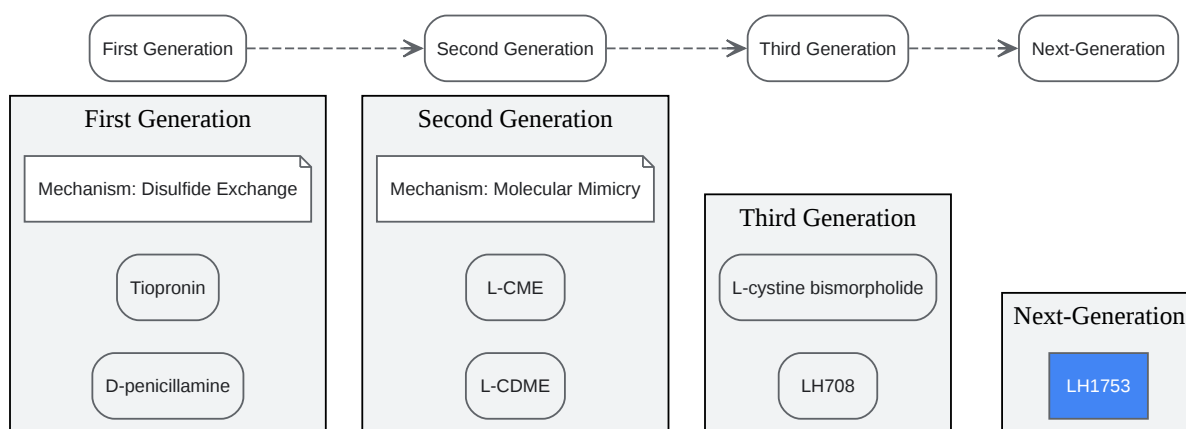 First Generation
Second Generation
Third Generation
Next-Generation
First Generation
Mechanism: Disulfide Exchange
Tiopronin
D-penicillamine
Second Generation
Mechanism: Molecular Mimicry
L-CME
L-CDME
Third Generation
L-cystine bismorpholide
LH708
Next-Generation
LH1753